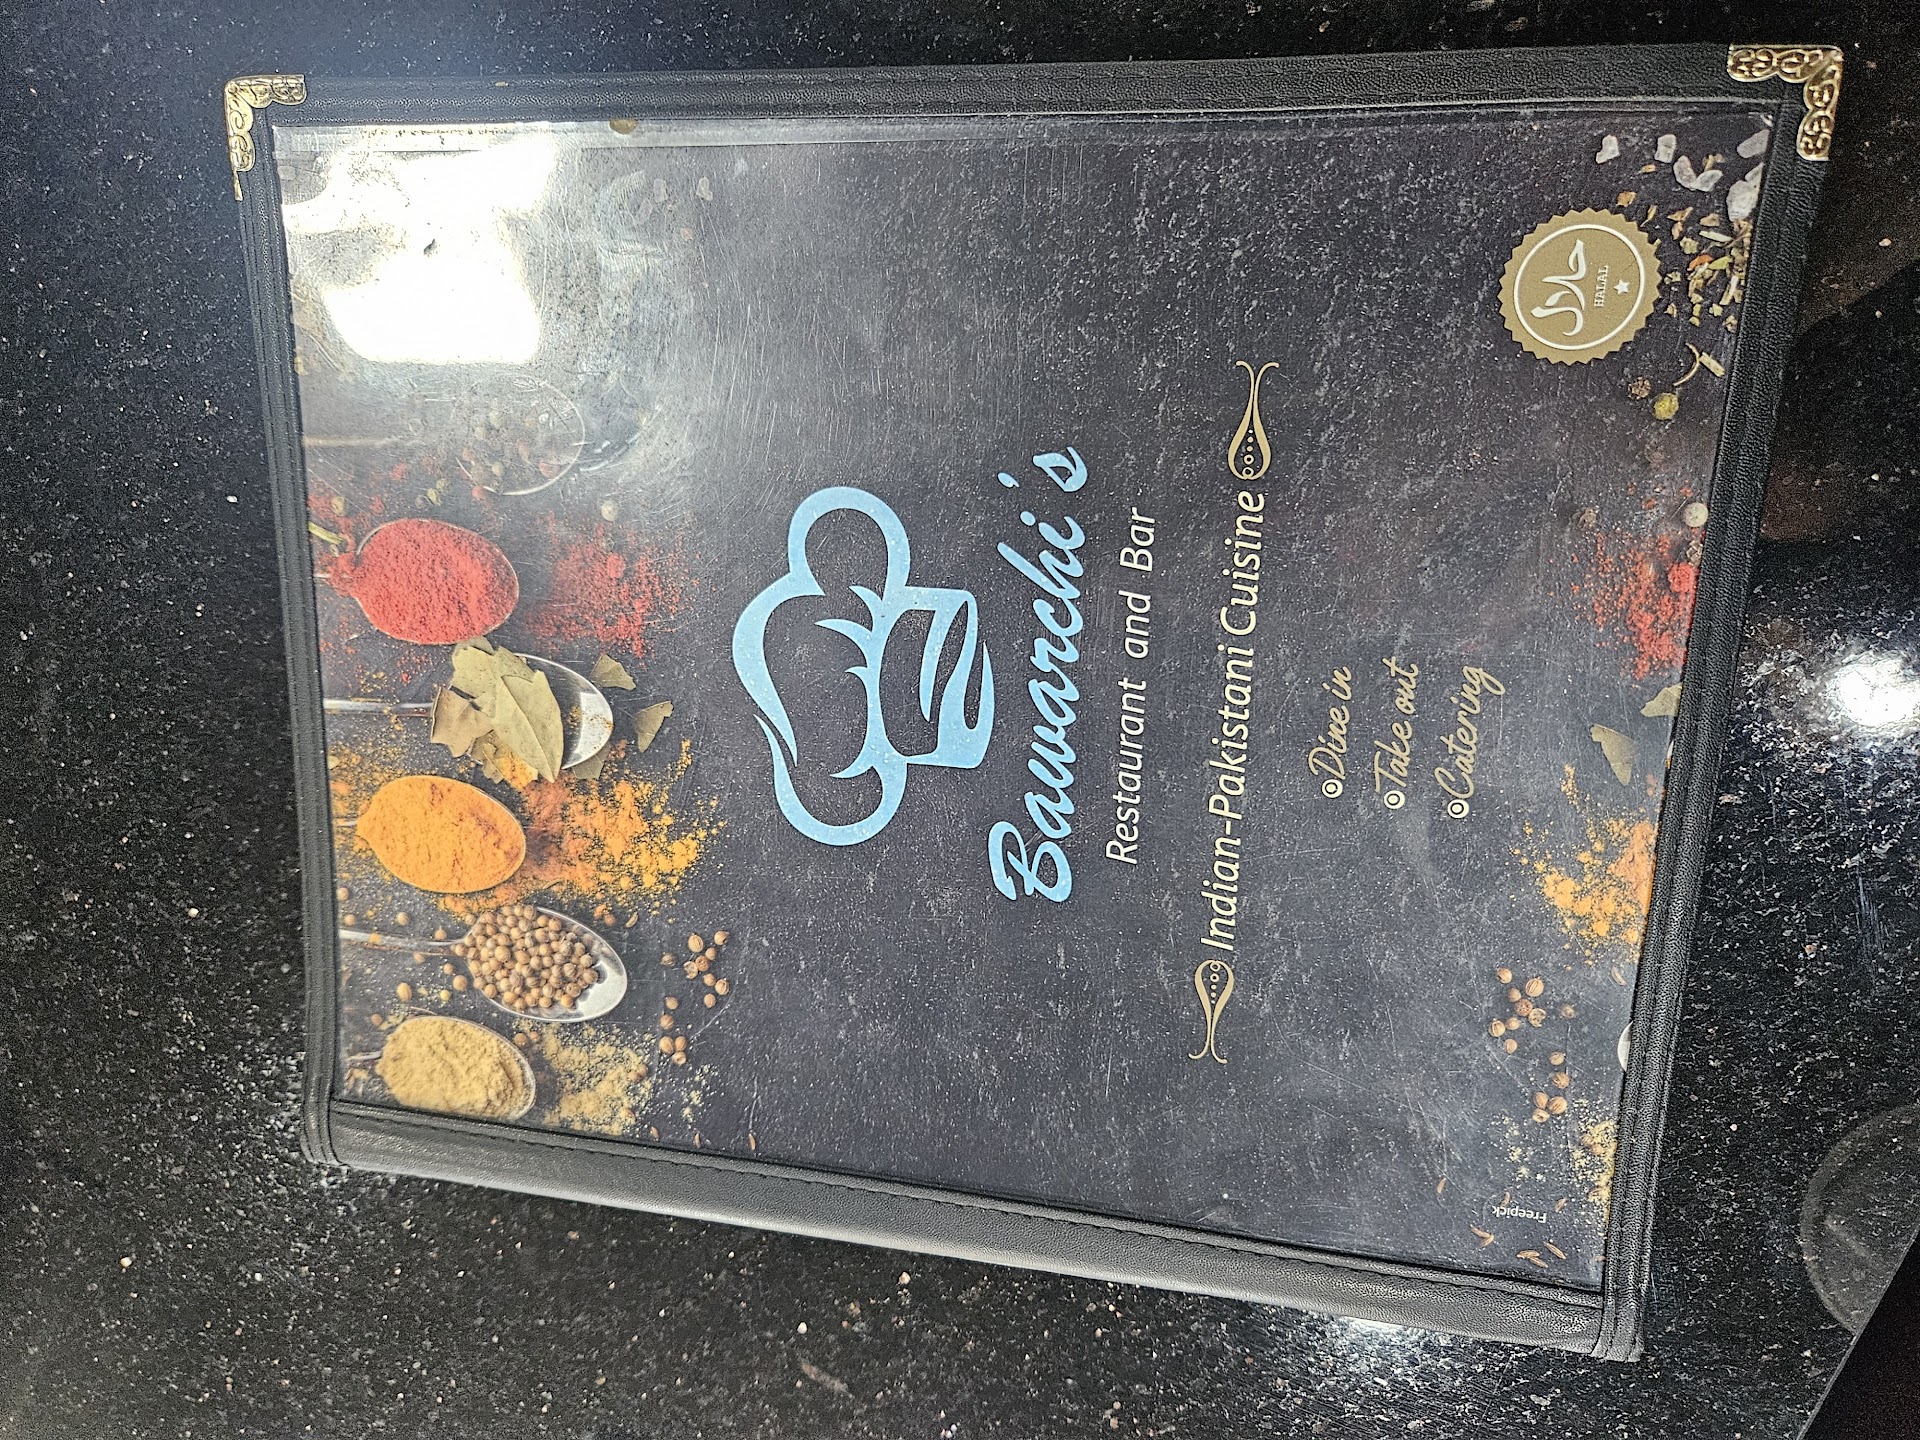 Bawarchi's
Restaurant and Bar
Indian-Pakistani Cuisine
Dine in
Take out
Catering
حلال
HALAL
Freepick